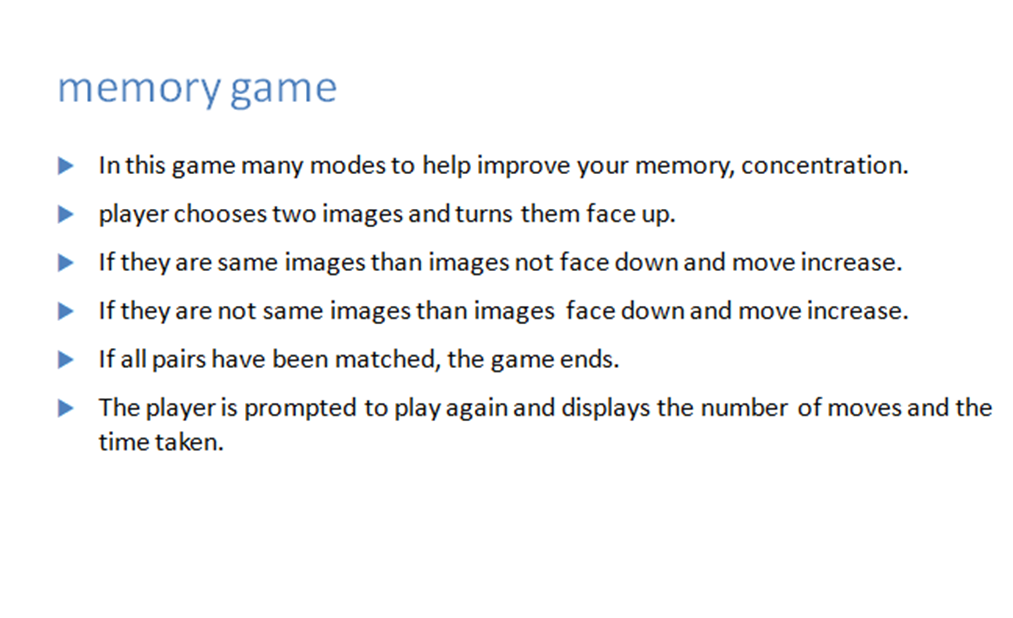 memory game
In this game many modes to help improve your memory, concentration.
player chooses two images and turns them face up.
If they are same images than images not face down and move increase.
If they are not same images than images face down and move increase.
If all pairs have been matched, the game ends.
The player is prompted to play again and displays the number of moves and the
time taken.